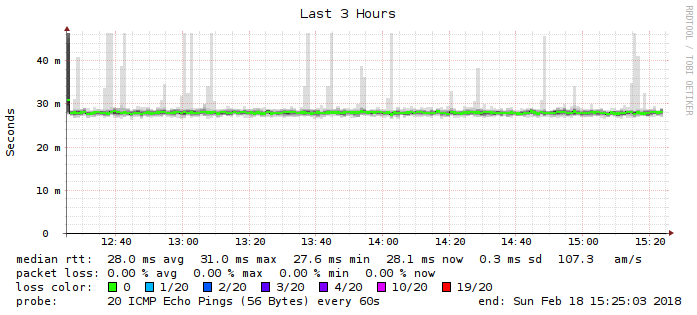 Last 3 Hours
RRDTOOL / TOBI OETIKER
Seconds
40 m
30 m
20 m
10 m
0
12:40 13:00 13:20 13:40 14:00 14:20 14:40 15:00 15:20
median rtt: 28.0 ms avg 31.0 ms max 27.6 ms min 28.1 ms now 0.3 ms sd 107.3 am/s
packet loss: 0.00 % avg 0.00 % max 0.00 % min 0.00 % now
loss color: 0 1/20 2/20 3/20 4/20 10/20 19/20
probe: 20 ICMP Echo Pings (56 Bytes) every 60s end: Sun Feb 18 15:25:03 2018